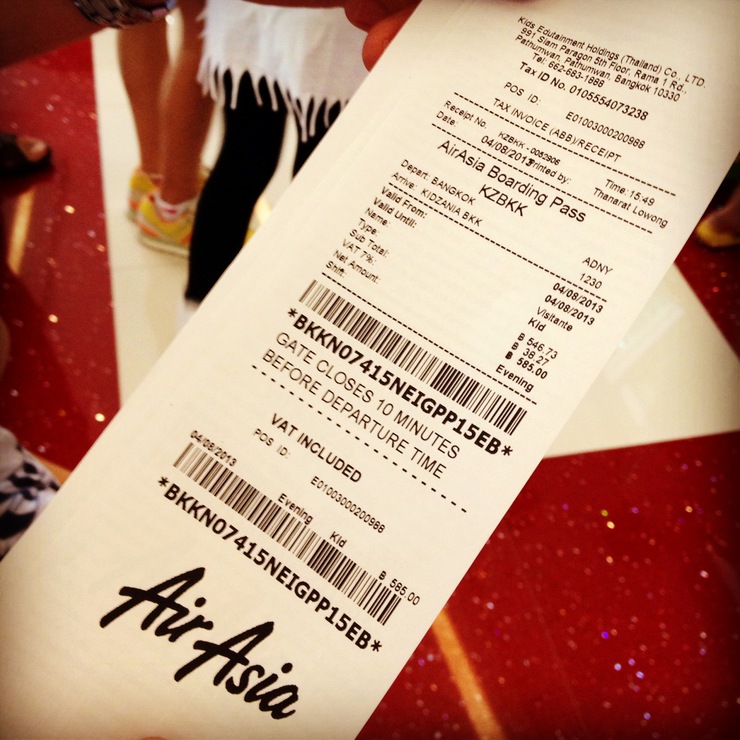 Kids Edutainment Holdings (Thailand) Co., LTD.
991 Siam Paragon 5th Floor, Rama 1 Rd.,
Pathumwan, Pathumwan, Bangkok 10330
Tel: 662-683-1888
Tax ID No. 0105554073238
POS ID: E01003000200988
TAX INVOICE (ABB)/RECEIPT
Receipt No. KZBKK - 0063906 Time: 15:49
Date: 04/08/2013 Printed by: Thanarat Lowong
AirAsia Boarding Pass
KZBKK
Depart: BANGKOK ADNY
Arrive: KIDZANIA BKK 1230
Valid From: 04/08/2013
Valid Until: 04/08/2013
Name: Visitante
Type: Kid
Sub Total: ฿ 546.73
VAT 7%: ฿ 38.27
Net Amount: ฿ 585.00
Shift: Evening
*BKKN07415NEIGPP15EB*
GATE CLOSES 10 MINUTES
BEFORE DEPARTURE TIME
VAT INCLUDED
POS ID: E01003000200988
04/08/2013 Evening Kid ฿ 585.00
*BKKN07415NEIGPP15EB*
AirAsia